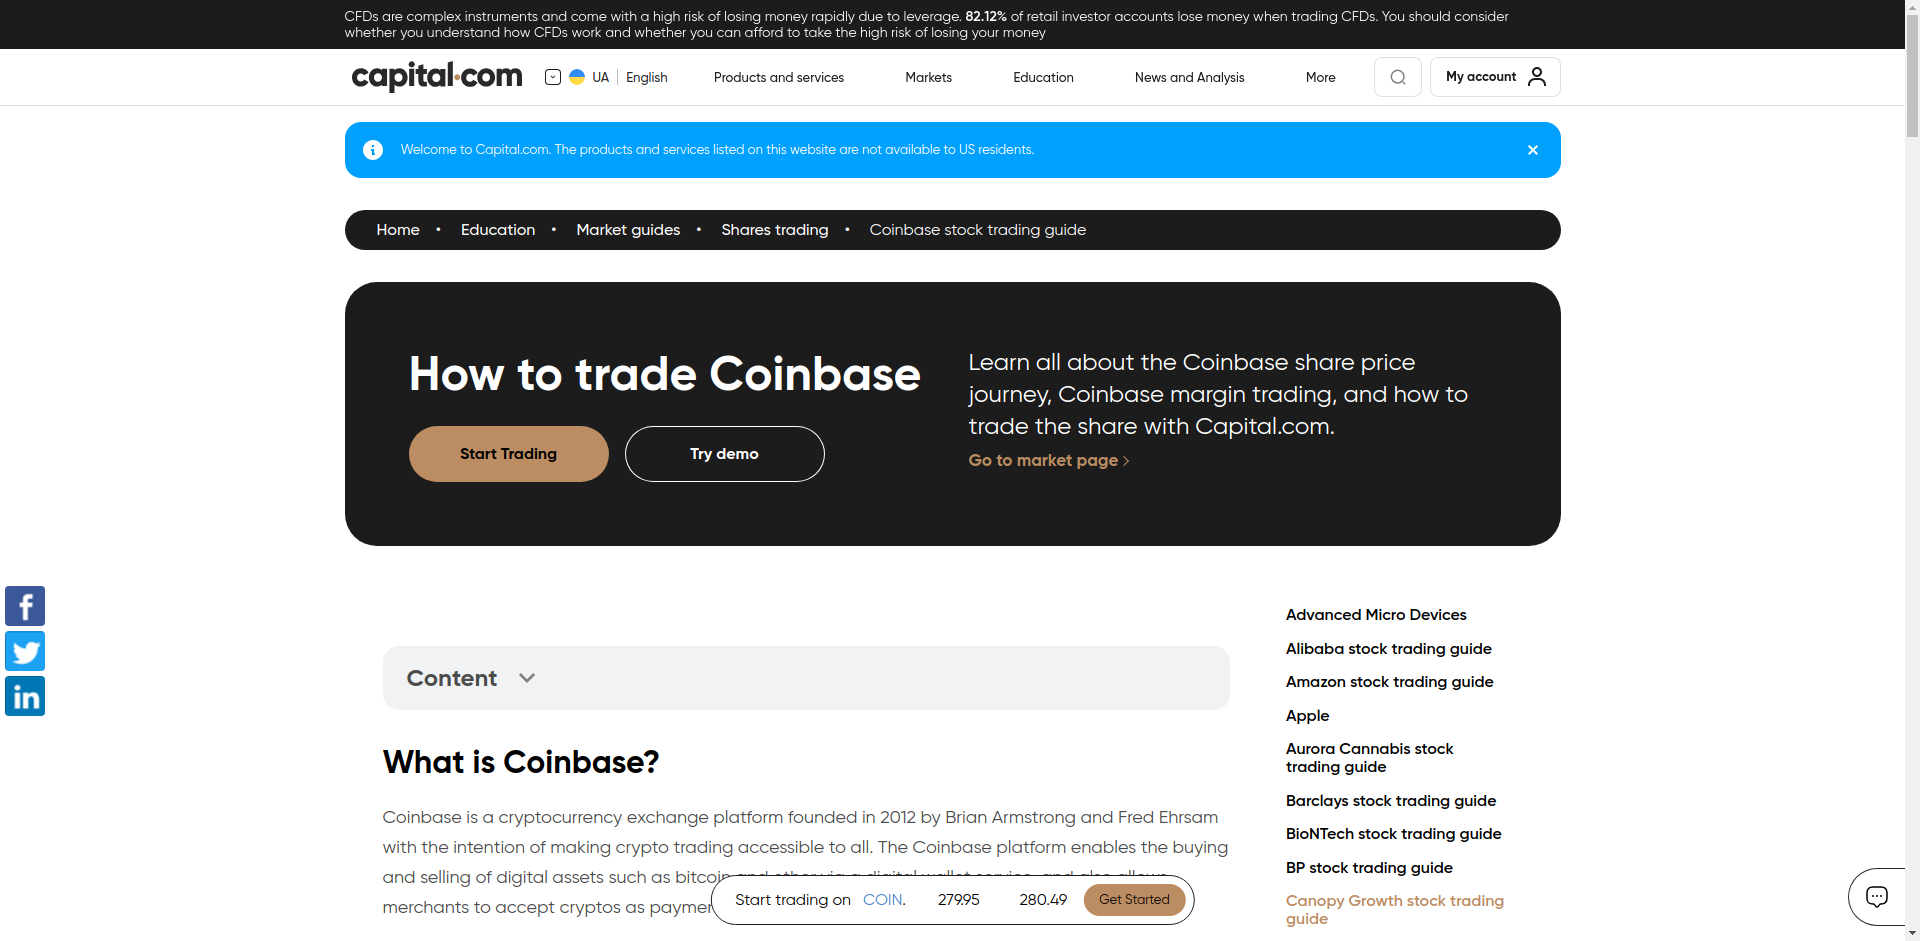 CFDs are complex instruments and come with a high risk of losing money rapidly due to leverage. 82.12% of retail investor accounts lose money when trading CFDs. You should consider
whether you understand how CFDs work and whether you can afford to take the high risk of losing your money
capital.com
UA English
Products and services
Markets
Education
News and Analysis
More
My account
Welcome to Capital.com. The products and services listed on this website are not available to US residents.
Home • Education • Market guides • Shares trading • Coinbase stock trading guide
How to trade Coinbase
Start Trading
Try demo
Learn all about the Coinbase share price
journey, Coinbase margin trading, and how to
trade the share with Capital.com.
Go to market page
Content
What is Coinbase?
Coinbase is a cryptocurrency exchange platform founded in 2012 by Brian Armstrong and Fred Ehrsam
with the intention of making crypto trading accessible to all. The Coinbase platform enables the buying
and selling of digital assets such as bitcoin and other via a digital wallet service, and also allows
merchants to accept cryptos as
Start trading on COIN. 279.95 280.49 Get Started
Advanced Micro Devices
Alibaba stock trading guide
Amazon stock trading guide
Apple
Aurora Cannabis stock
trading guide
Barclays stock trading guide
BioNTech stock trading guide
BP stock trading guide
Canopy Growth stock trading
guide